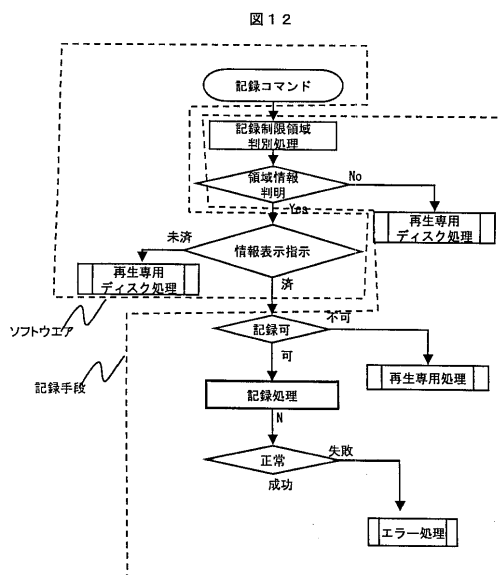 図12
記録コマンド
記録制限領域
判別処理
領域情報
判明
No
Yes
再生専用
ディスク処理
未済
情報表示指示
再生専用
ディスク処理
済
ソフトウエア
記録可
不可
可
記録手段
再生専用処理
記録処理
N
正常
失敗
成功
エラー処理